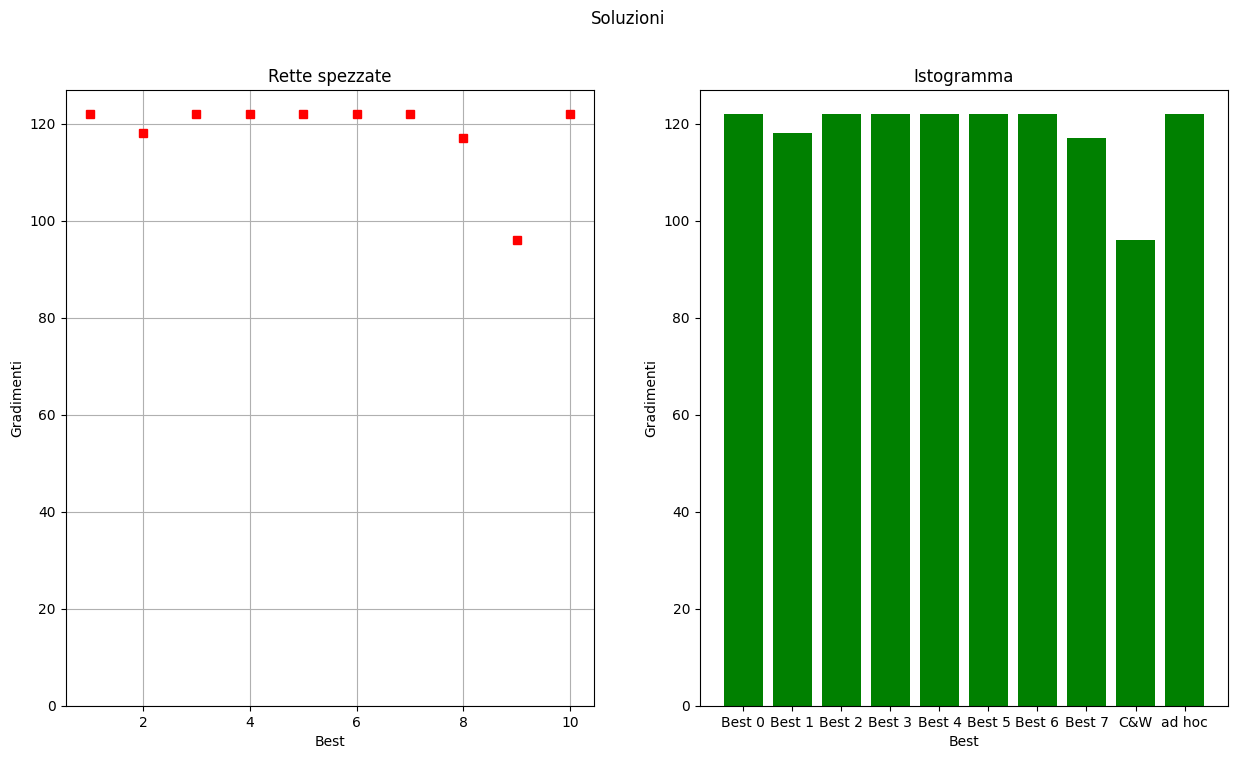 Soluzioni
Rette spezzate
Gradimenti
120
100
80
60
40
20
0
2 4 6 8 10
Best
Istogramma
Gradimenti
120
100
80
60
40
20
0
Best 0 Best 1 Best 2 Best 3 Best 4 Best 5 Best 6 Best 7 C&W ad hoc
Best